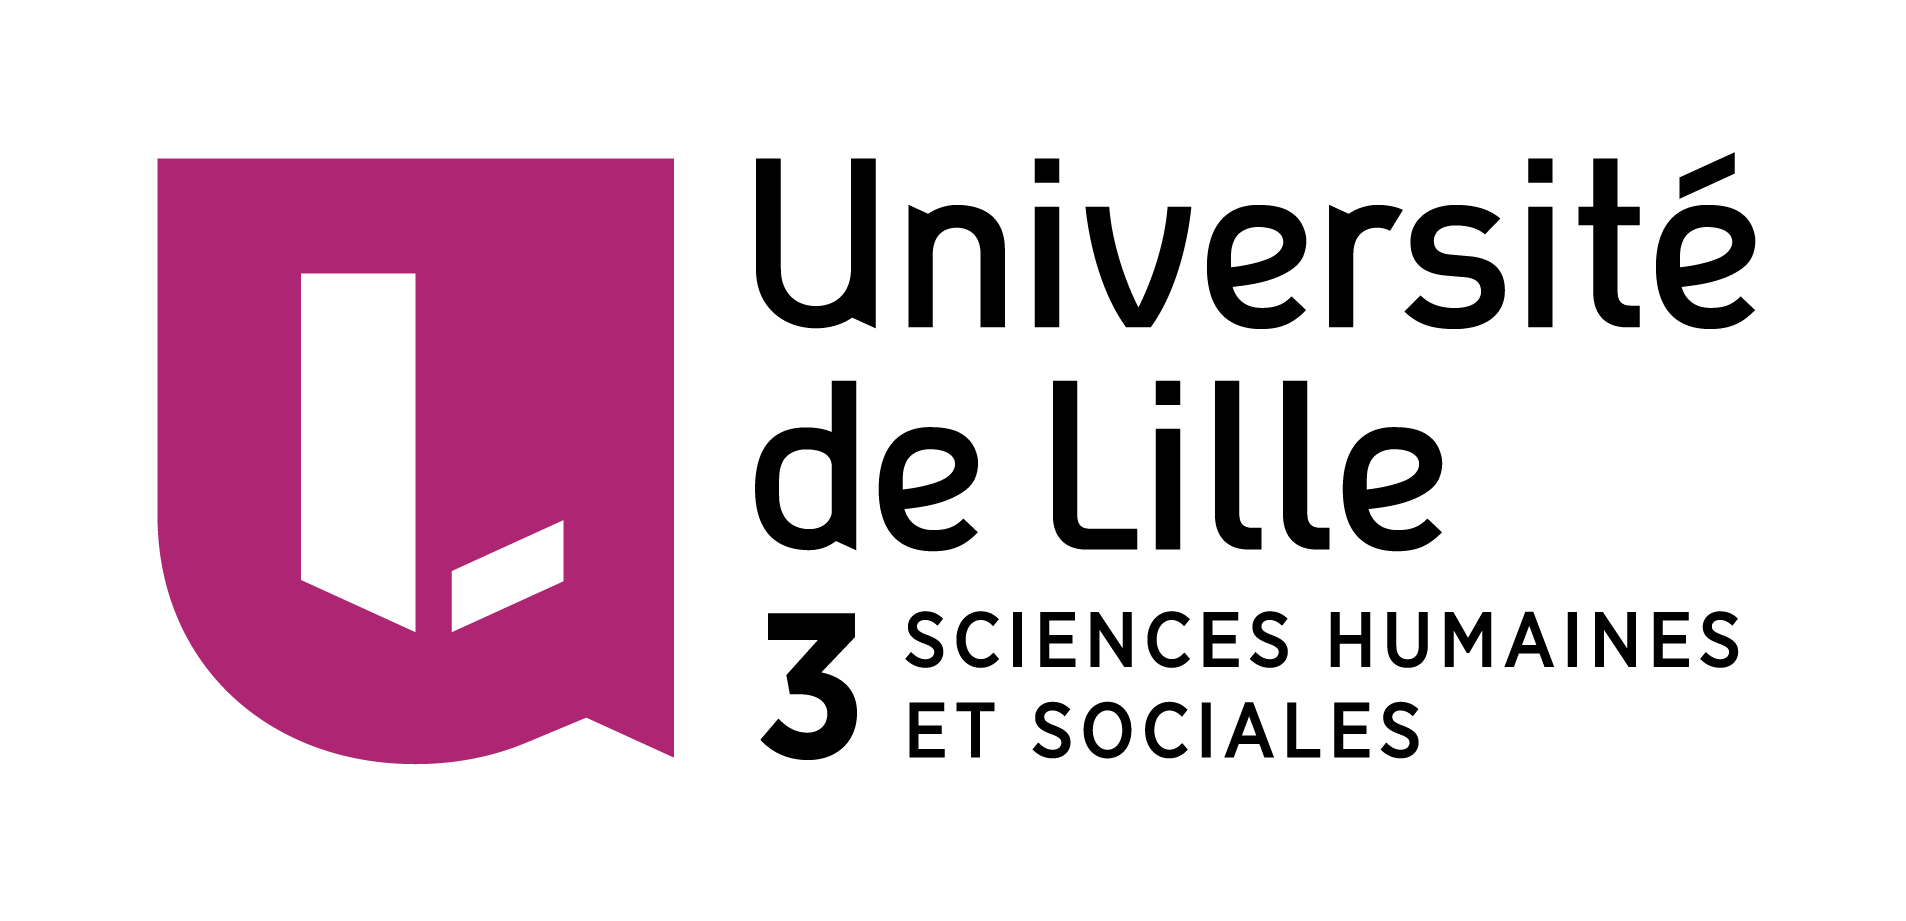 Université
de Lille
3 SCIENCES HUMAINES
ET SOCIALES